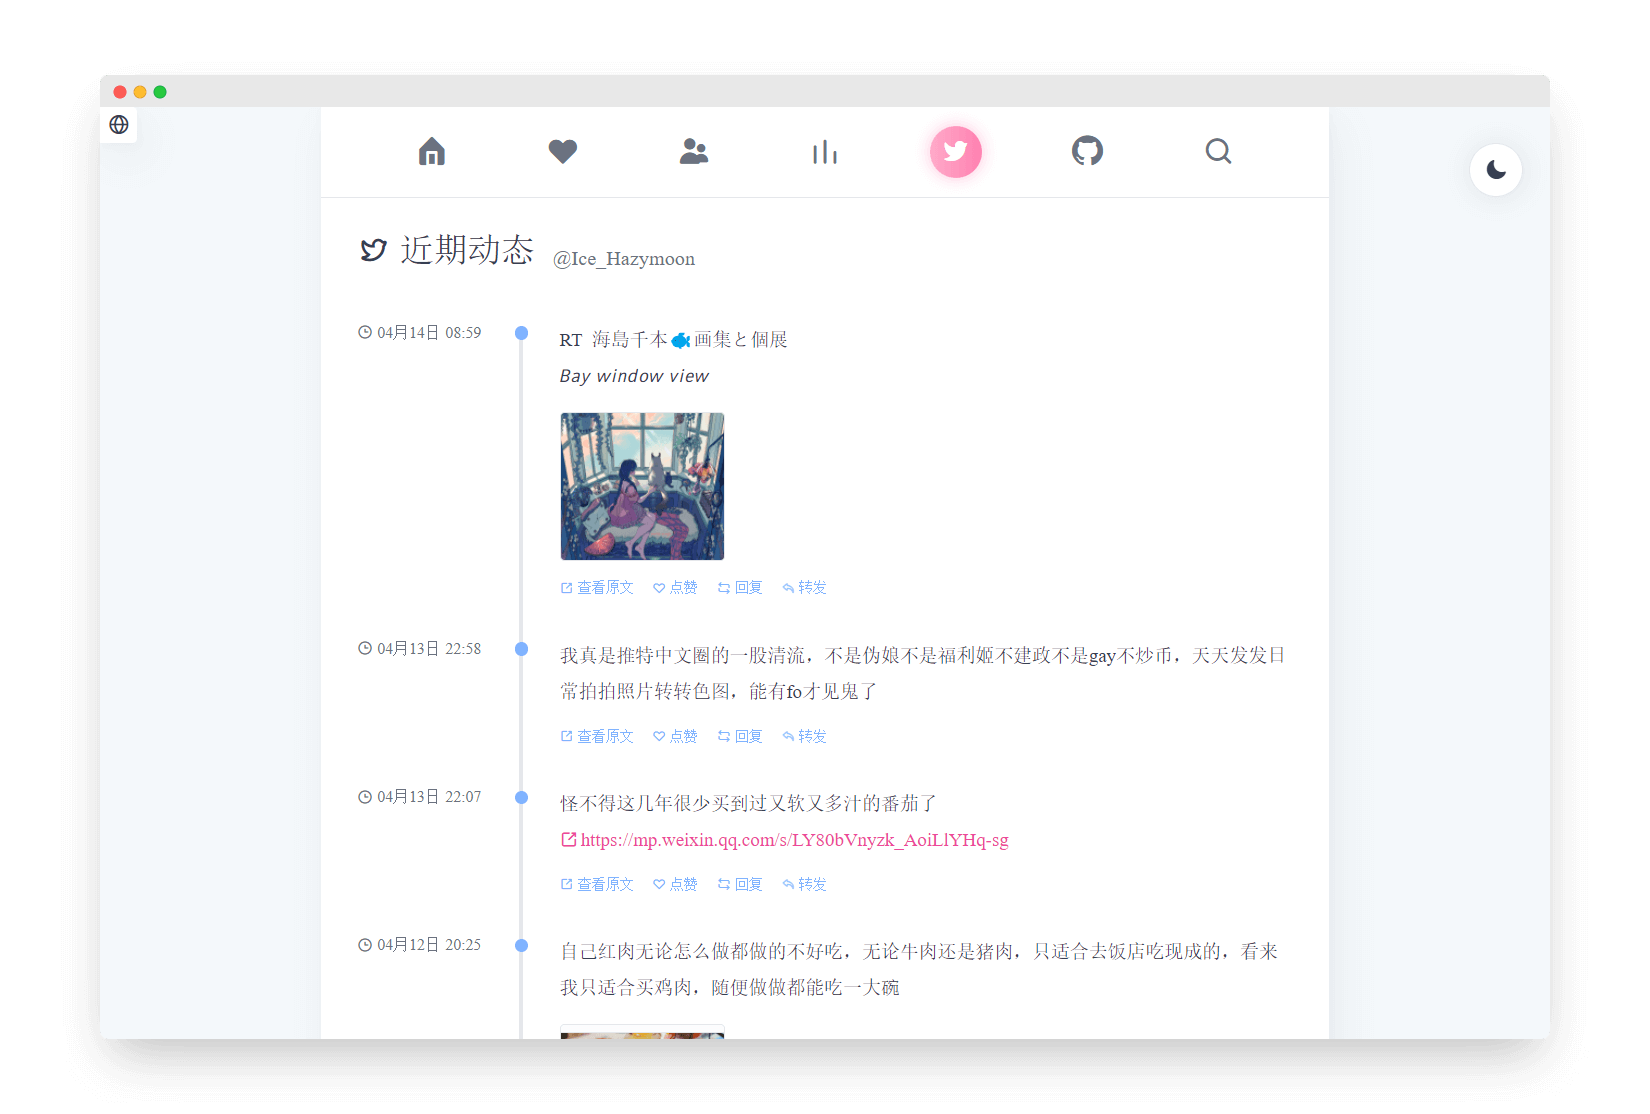 近期动态 @Ice_Hazymoon
04月14日 08:59
RT 海島千本🐟画集と個展
Bay window view
查看原文 点赞 回复 转发
04月13日 22:58
我真是推特中文圈的一股清流，不是伪娘不是福利姬不建政不是gay不炒币，天天发发日
常拍拍照片转转色图，能有fo才见鬼了
查看原文 点赞 回复 转发
04月13日 22:07
怪不得这几年很少买到过又软又多汁的番茄了
https://mp.weixin.qq.com/s/LY80bVnyzk_AoiLlYHq-sg
查看原文 点赞 回复 转发
04月12日 20:25
自己红肉无论怎么做都做的不好吃，无论牛肉还是猪肉，只适合去饭店吃现成的，看来
我只适合买鸡肉，随便做做都能吃一大碗